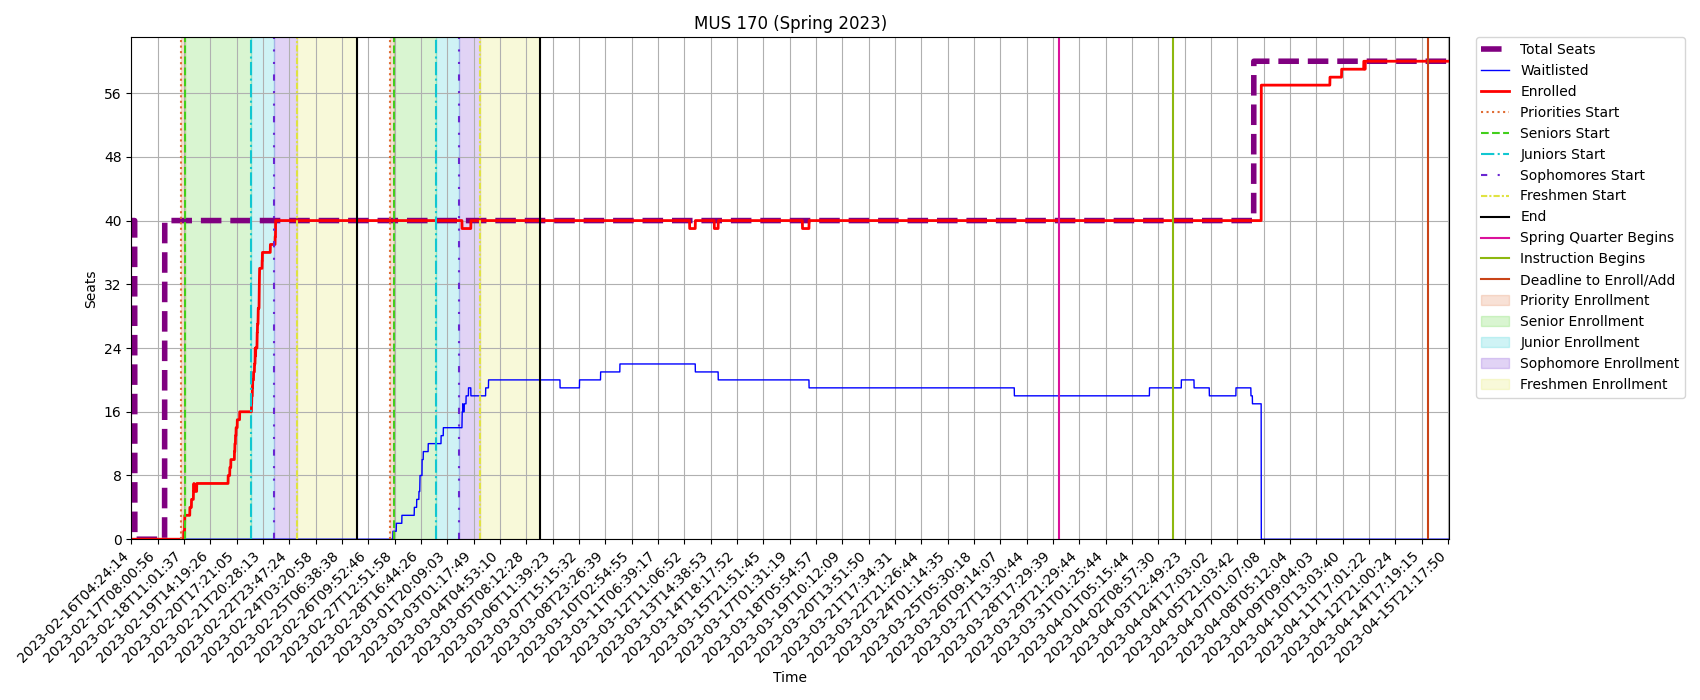 MUS 170 (Spring 2023)
Seats
56
48
40
32
24
16
8
0
2023-02-16T04:24:14
2023-02-17T08:00:56
2023-02-18T11:01:37
2023-02-19T14:19:26
2023-02-20T17:21:05
2023-02-21T20:28:13
2023-02-22T23:47:24
2023-02-24T03:20:58
2023-02-25T06:38:38
2023-02-26T09:52:46
2023-02-27T12:51:58
2023-02-28T16:44:26
2023-03-01T20:09:03
2023-03-03T01:17:49
2023-03-04T04:53:10
2023-03-05T08:12:28
2023-03-06T11:39:23
2023-03-07T15:15:32
2023-03-08T23:26:39
2023-03-10T02:54:55
2023-03-11T06:39:17
2023-03-12T11:06:52
2023-03-13T14:38:53
2023-03-14T18:17:52
2023-03-15T21:51:45
2023-03-17T01:31:19
2023-03-18T05:54:57
2023-03-19T10:12:09
2023-03-20T13:51:50
2023-03-21T17:34:31
2023-03-22T21:26:44
2023-03-24T01:14:35
2023-03-25T05:30:18
2023-03-26T09:14:07
2023-03-27T13:30:44
2023-03-28T17:29:39
2023-03-29T21:29:44
2023-03-31T01:25:44
2023-04-01T05:15:44
2023-04-02T08:57:30
2023-04-03T12:49:23
2023-04-04T17:03:02
2023-04-05T21:03:42
2023-04-07T01:07:08
2023-04-08T05:12:04
2023-04-09T09:04:03
2023-04-10T13:03:40
2023-04-11T17:01:22
2023-04-12T21:00:24
2023-04-14T17:19:15
2023-04-15T21:17:50
Time
Total Seats
Waitlisted
Enrolled
Priorities Start
Seniors Start
Juniors Start
Sophomores Start
Freshmen Start
End
Spring Quarter Begins
Instruction Begins
Deadline to Enroll/Add
Priority Enrollment
Senior Enrollment
Junior Enrollment
Sophomore Enrollment
Freshmen Enrollment